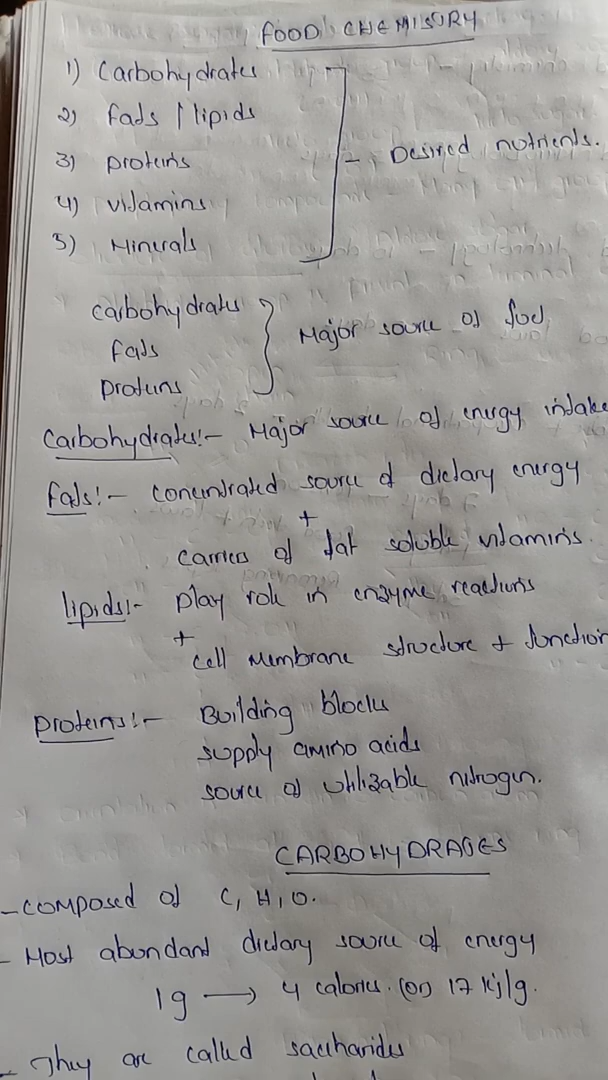 FOOD CHEMISTRY
1) Carbohydrates
2) fats / lipids
3) proteins
4) vitamins
5) Minerals
- Desired nutrients.
carbohydrates
fats
proteins
Major source of fuel
Carbohydrates:- Major source of energy intake
fats:- concentrated source of dietary energy
+
carriers of fat soluble vitamins.
lipids:- play role in enzyme reactions
+
cell membrane structure + function
proteins:- Building blocks
supply amino acids
source of utilizable nitrogen.
CARBOHYDRATES
- composed of C, H, O.
- Most abundant dietary source of energy
1g → 4 calories. (or) 17 kj/g.
- They are called saccharides